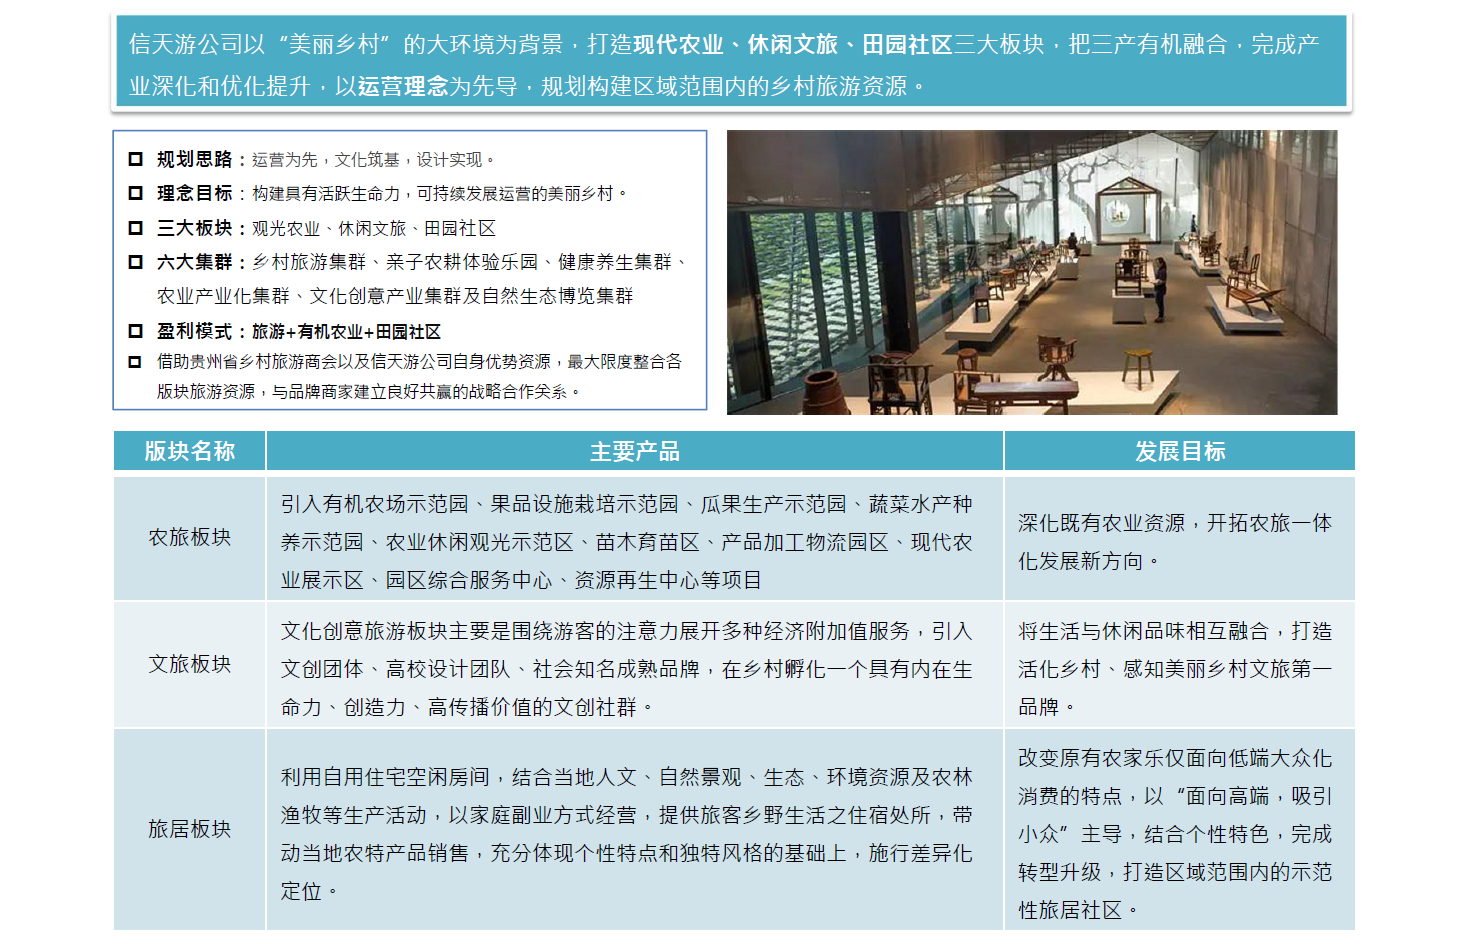 信天游公司以“美丽乡村”的大环境为背景，打造现代农业、休闲文旅、田园社区三大板块，把三产有机融合，完成产
业深化和优化提升，以运营理念为先导，规划构建区域范围内的乡村旅游资源。
规划思路：运营为先，文化筑基，设计实现。
理念目标：构建具有活跃生命力，可持续发展运营的美丽乡村。
三大板块：观光农业、休闲文旅、田园社区
六大集群：乡村旅游集群、亲子农耕体验乐园、健康养生集群、
农业产业化集群、文化创意产业集群及自然生态博览集群
盈利模式：旅游+有机农业+田园社区
借助贵州省乡村旅游商会以及信天游公司自身优势资源，最大限度整合各
版块旅游资源，与品牌商家建立良好共赢的战略合作关系。
版块名称
主要产品
发展目标
农旅板块
引入有机农场示范园、果品设施栽培示范园、瓜果生产示范园、蔬菜水产种
养示范园、农业休闲观光示范区、苗木育苗区、产品加工物流园区、现代农
业展示区、园区综合服务中心、资源再生中心等项目
深化既有农业资源，开拓农旅一体
化发展新方向。
文旅板块
文化创意旅游板块主要是围绕游客的注意力展开多种经济附加值服务，引入
文创团体、高校设计团队、社会知名成熟品牌，在乡村孵化一个具有内在生
命力、创造力、高传播价值的文创社群。
将生活与休闲品味相互融合，打造
活化乡村、感知美丽乡村文旅第一
品牌。
旅居板块
利用自用住宅空闲房间，结合当地人文、自然景观、生态、环境资源及农林
渔牧等生产活动，以家庭副业方式经营，提供旅客乡野生活之住宿处所，带
动当地农特产品销售，充分体现个性特点和独特风格的基础上，施行差异化
定位。
改变原有农家乐仅面向低端大众化
消费的特点，以“面向高端，吸引
小众”主导，结合个性特色，完成
转型升级，打造区域范围内的示范
性旅居社区。